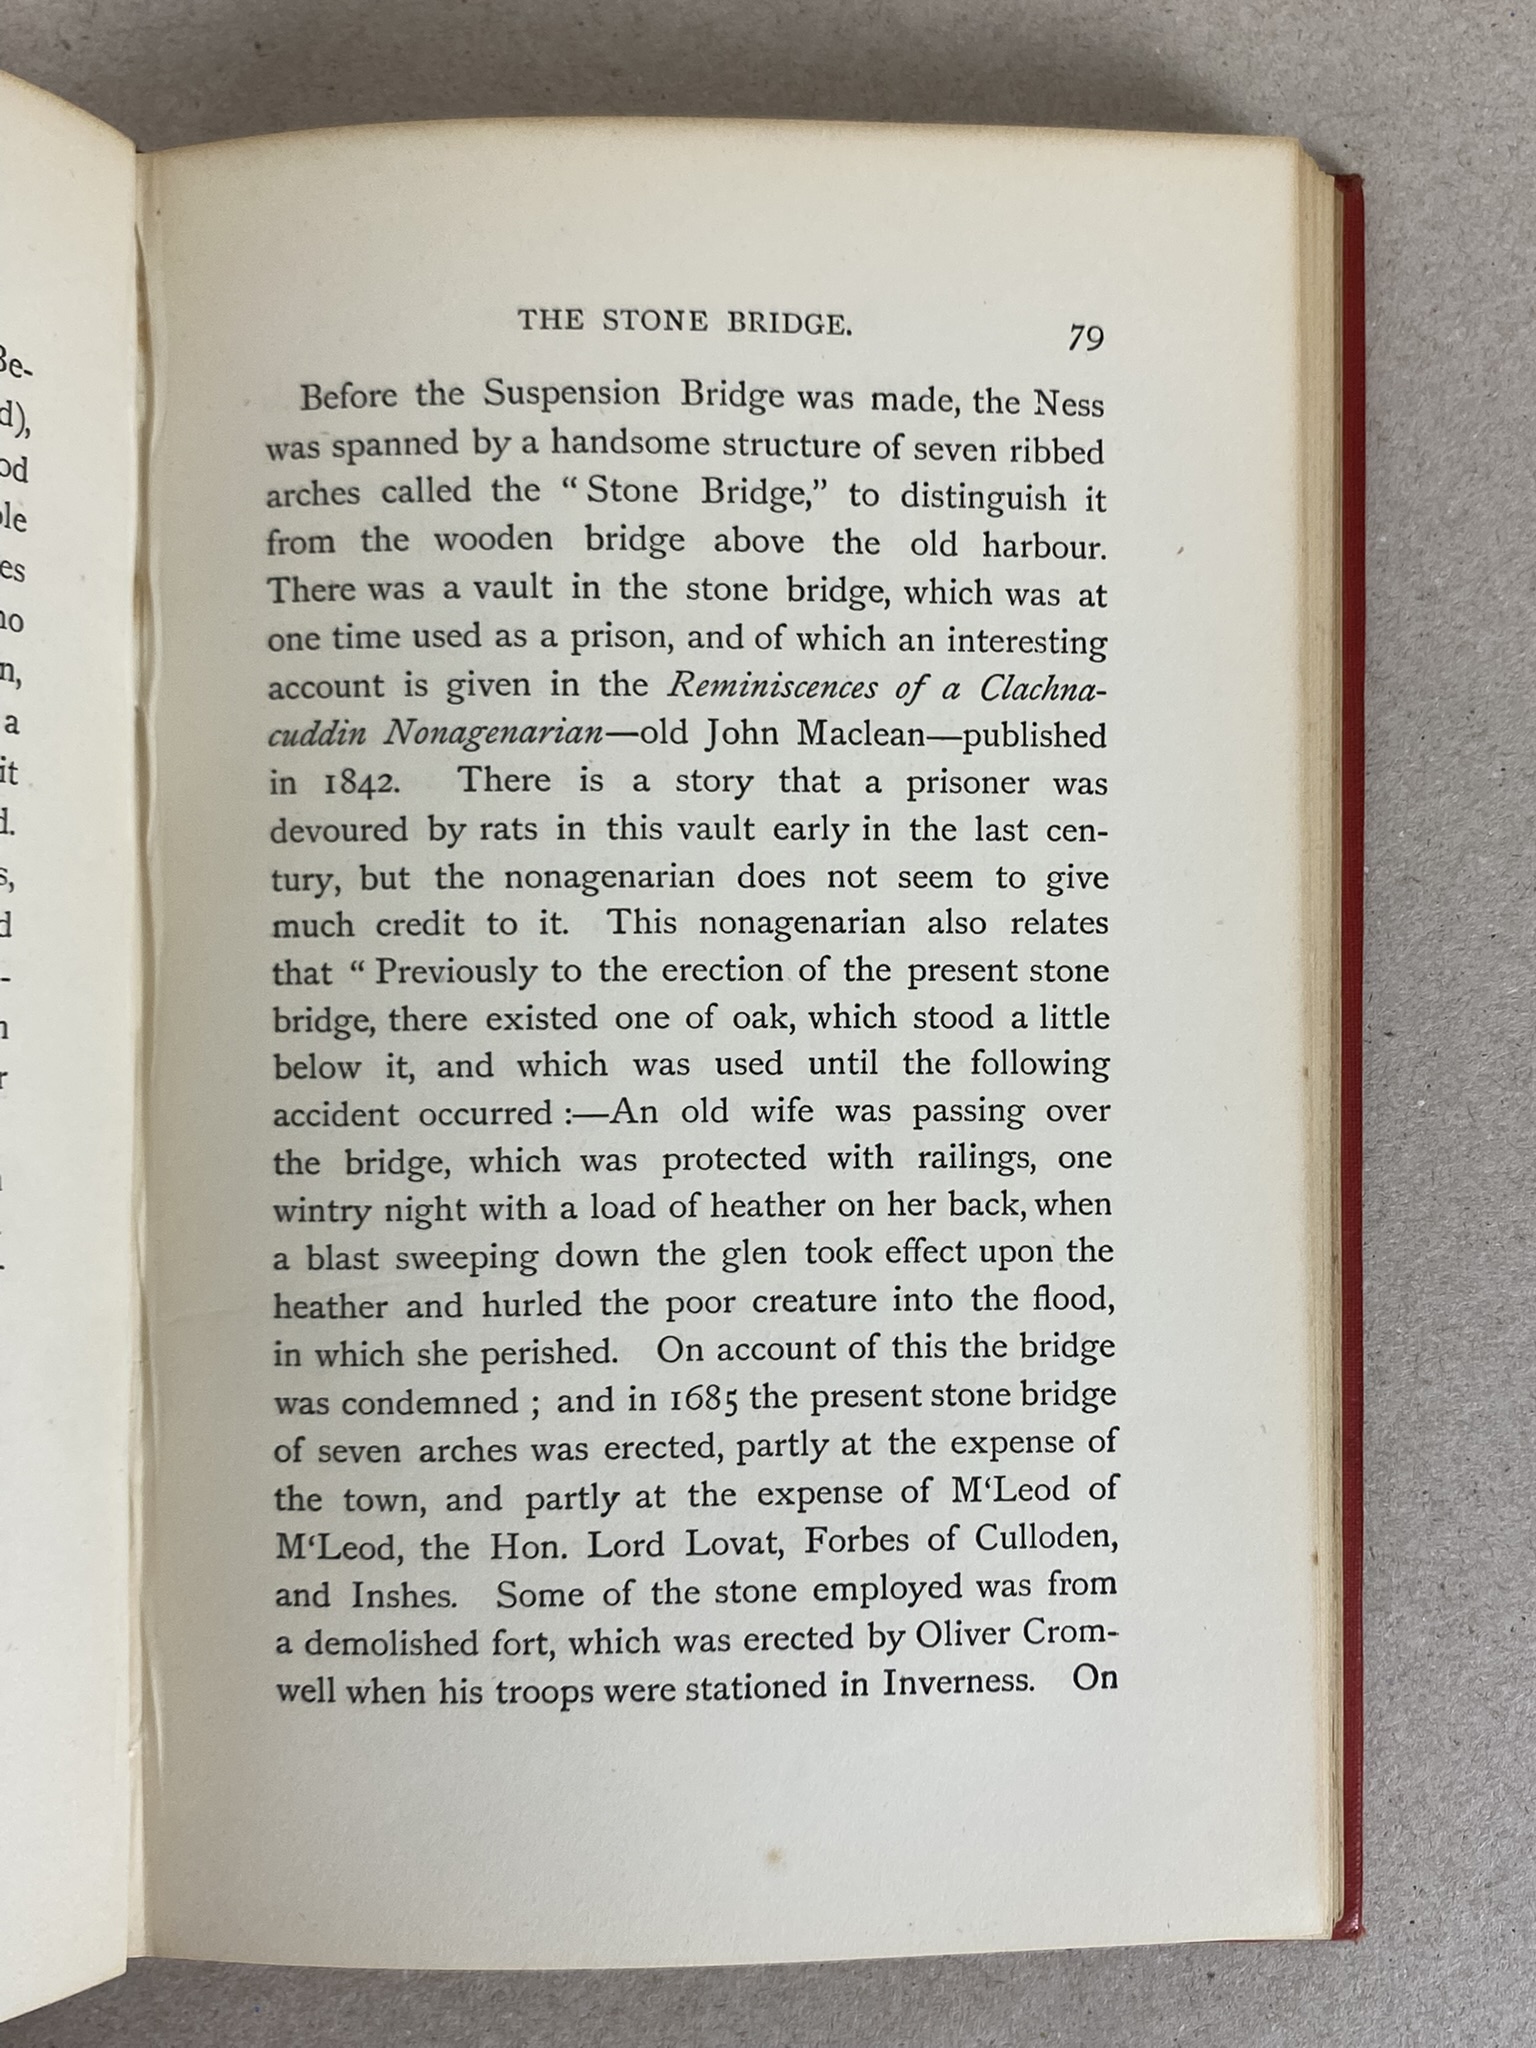 THE STONE BRIDGE. 79
Before the Suspension Bridge was made, the Ness
was spanned by a handsome structure of seven ribbed
arches called the “Stone Bridge,” to distinguish it
from the wooden bridge above the old harbour.
There was a vault in the stone bridge, which was at
one time used as a prison, and of which an interesting
account is given in the Reminiscences of a Clachna-
cuddin Nonagenarian—old John Maclean—published
in 1842. There is a story that a prisoner was
devoured by rats in this vault early in the last cen-
tury, but the nonagenarian does not seem to give
much credit to it. This nonagenarian also relates
that “Previously to the erection of the present stone
bridge, there existed one of oak, which stood a little
below it, and which was used until the following
accident occurred :—An old wife was passing over
the bridge, which was protected with railings, one
wintry night with a load of heather on her back, when
a blast sweeping down the glen took effect upon the
heather and hurled the poor creature into the flood,
in which she perished. On account of this the bridge
was condemned ; and in 1685 the present stone bridge
of seven arches was erected, partly at the expense of
the town, and partly at the expense of M‘Leod of
M‘Leod, the Hon. Lord Lovat, Forbes of Culloden,
and Inshes. Some of the stone employed was from
a demolished fort, which was erected by Oliver Crom-
well when his troops were stationed in Inverness. On